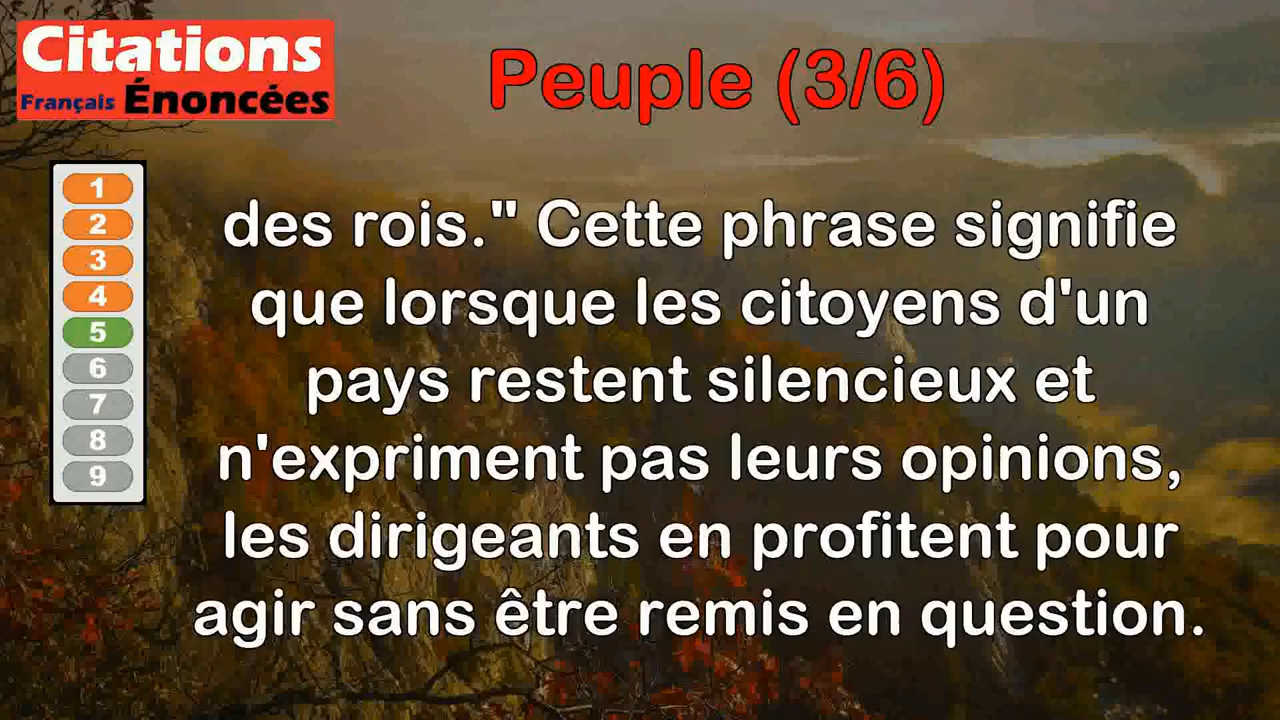 Citations
Français Énoncées
Peuple (3/6)
1
2
3
4
5
6
7
8
9
des rois." Cette phrase signifie
que lorsque les citoyens d'un
pays restent silencieux et
n'expriment pas leurs opinions,
les dirigeants en profitent pour
agir sans être remis en question.